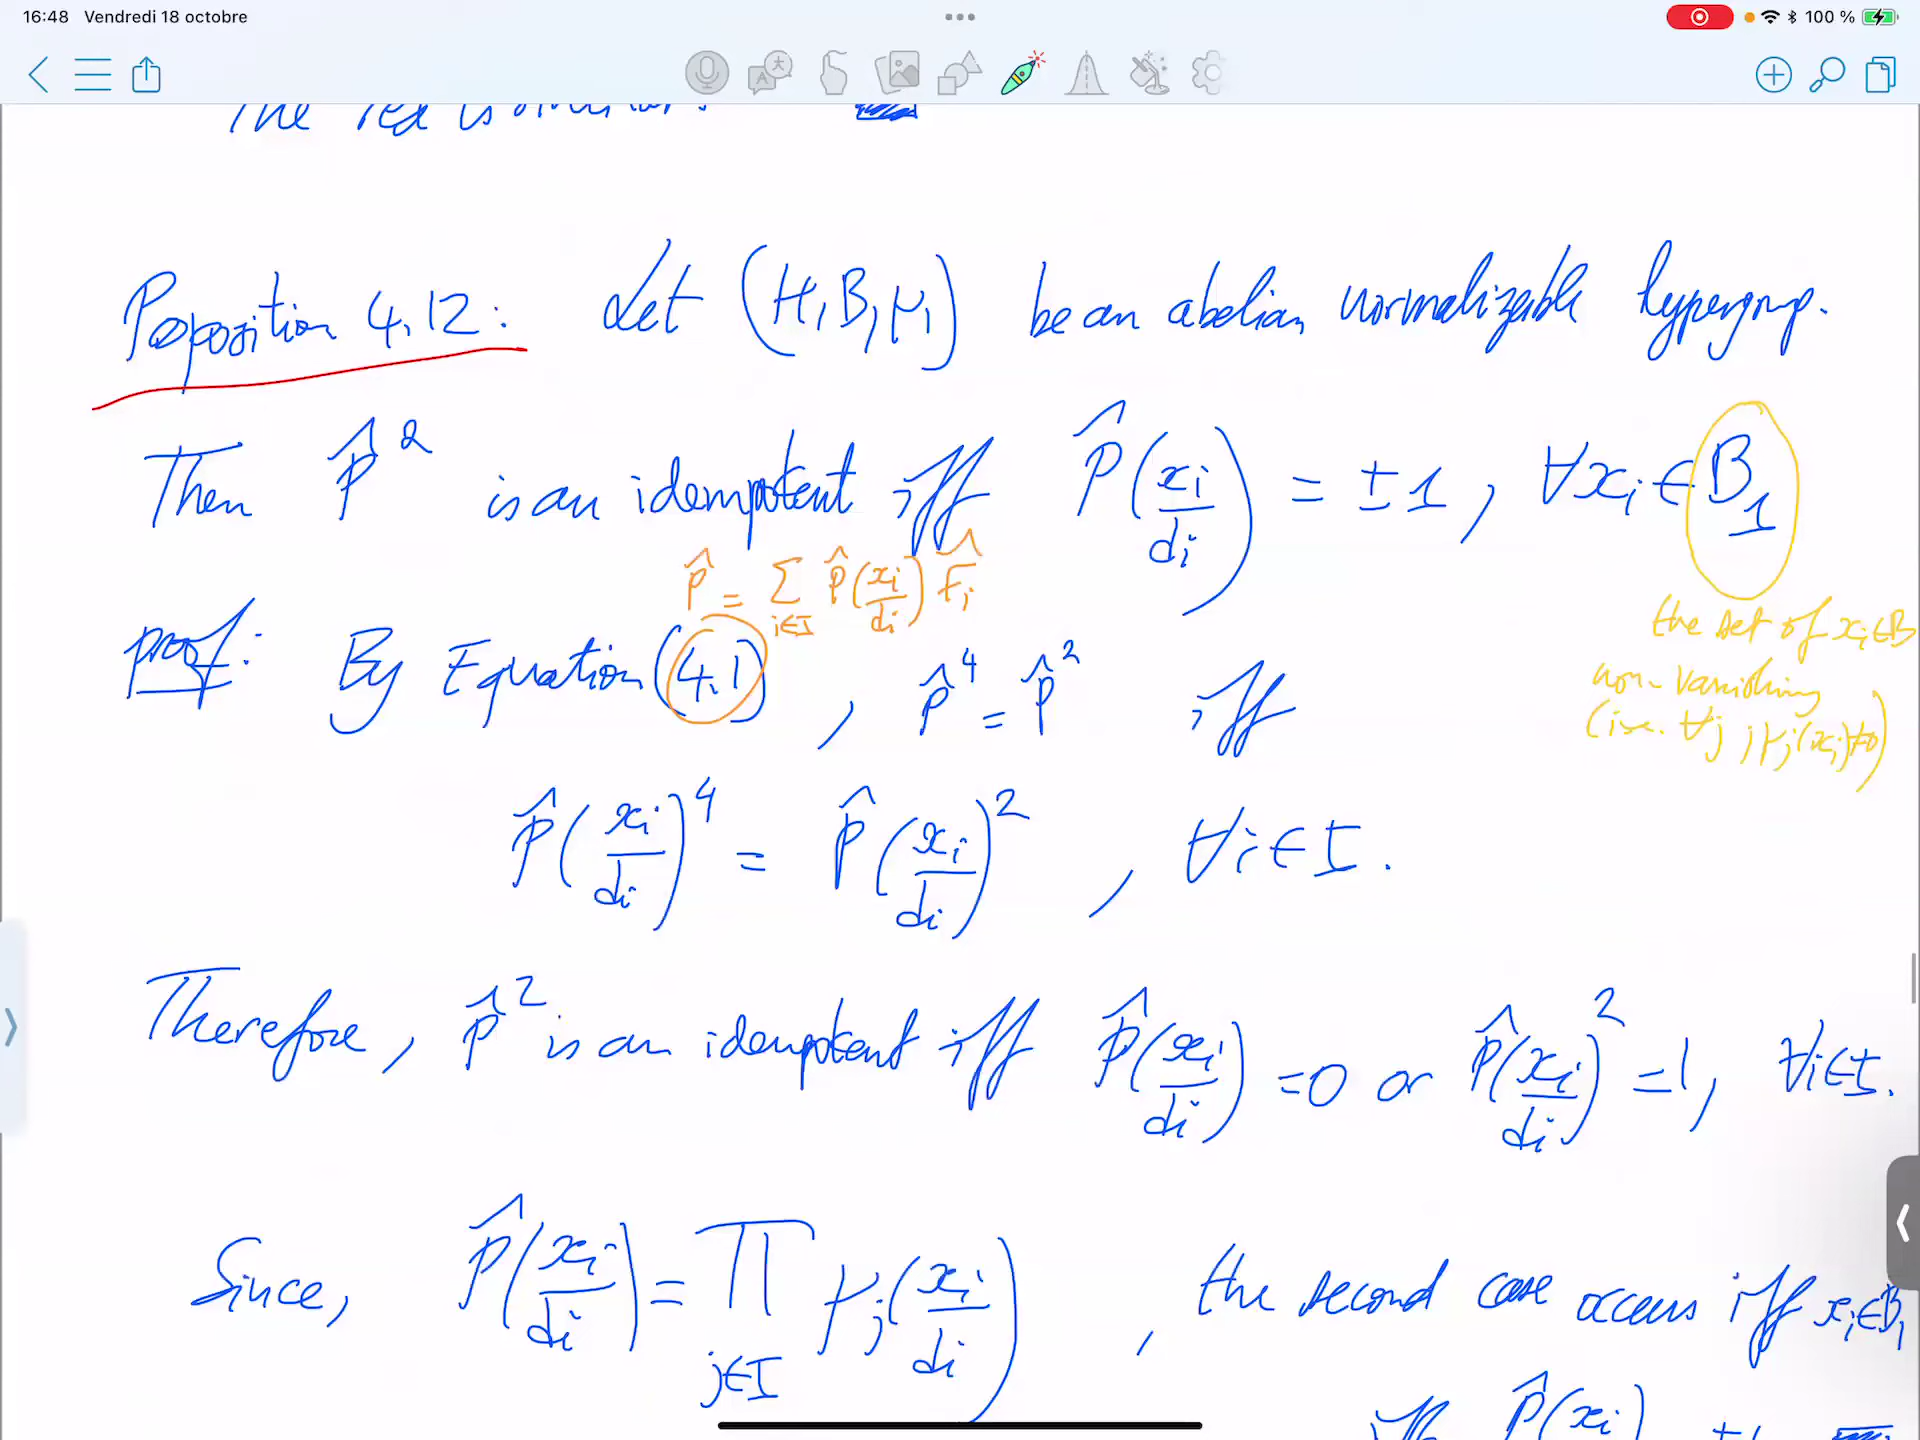 16:48 Vendredi 18 octobre
100 %
Proposition 4.12: Let (H, B, μ) be an abelian normalizable hypergroup.
Then P̂² is an idempotent iff P̂(xi/di) = ±1, ∀xi ∈ B₁
P̂ = Σ_{i∈I} P̂(xi/di) F̂i
the set of xi∈B
non-vanishing
(i.e. ∀j, μj(xi)≠0)
proof: By Equation (4.1), P̂⁴ = P̂² iff
P̂(xi/di)⁴ = P̂(xi/di)², ∀i∈I.
Therefore, P̂² is an idempotent iff P̂(xi/di) = 0 or P̂(xi/di)² = 1, ∀i∈I.
Since, P̂(xi/di) = ∏_{j∈I} μj(xi/di), the second case occurs iff xi∈B₁